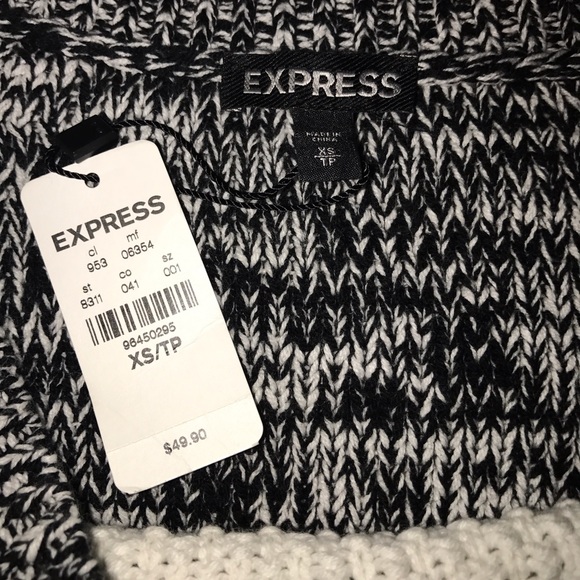 EXPRESS
MADE IN
CHINA
XS
TP
EXPRESS
cl mf
953 06354
st co sz
8311 041 001
96450295
XS/TP
$49.90